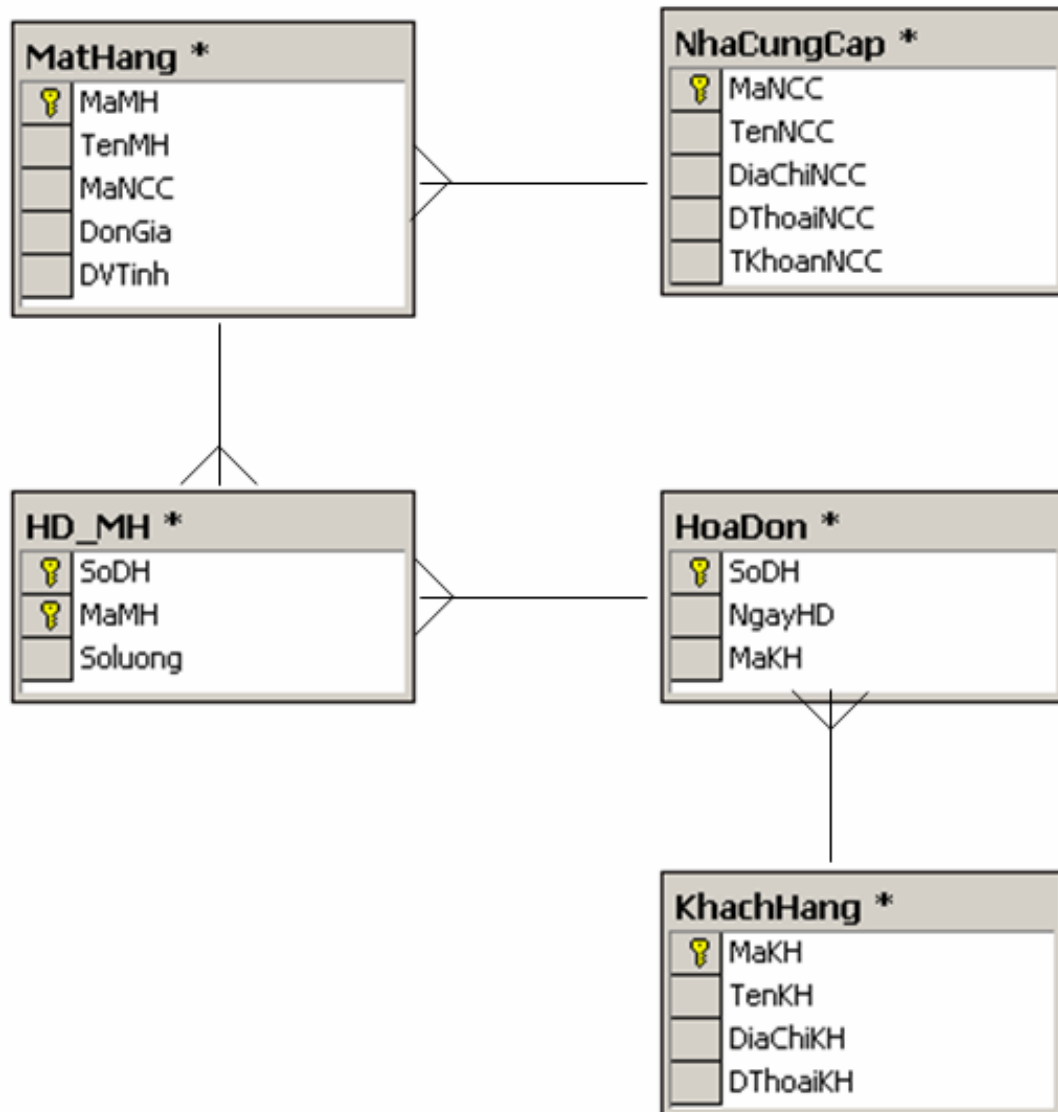 MatHang *
MaMH
TenMH
MaNCC
DonGia
DVTinh
NhaCungCap *
MaNCC
TenNCC
DiaChiNCC
DThoaiNCC
TKhoanNCC
HD_MH *
SoDH
MaMH
Soluong
HoaDon *
SoDH
NgayHD
MaKH
KhachHang *
MaKH
TenKH
DiaChiKH
DThoaiKH